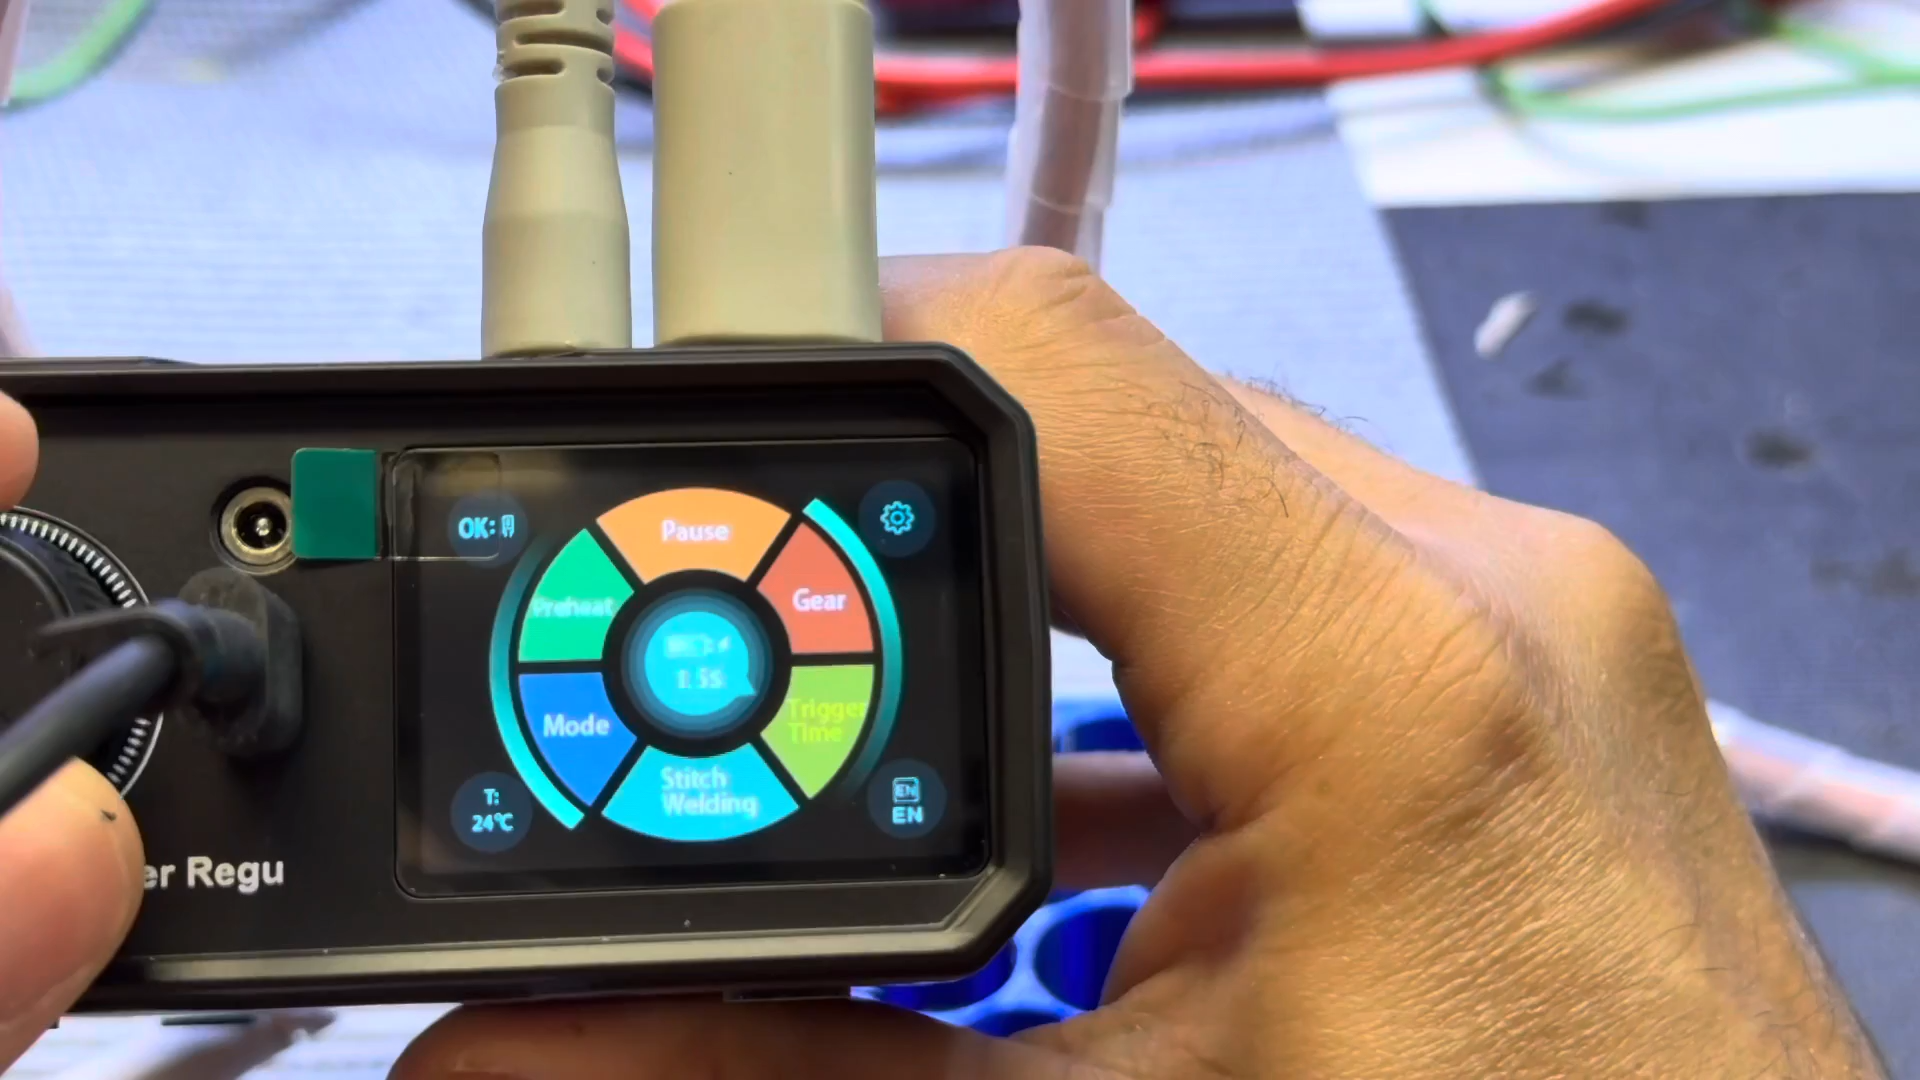 OK:
Pause
Preheat
Gear
Mode
Trigger
Time
Stitch
Welding
T:
24℃
EN
EN
er Regu